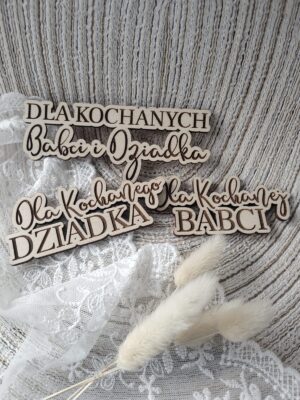 DLA KOCHANYCH
Babci i Dziadka
Dla Kochanego
DZIADKA
Dla Kochanej
BABCI